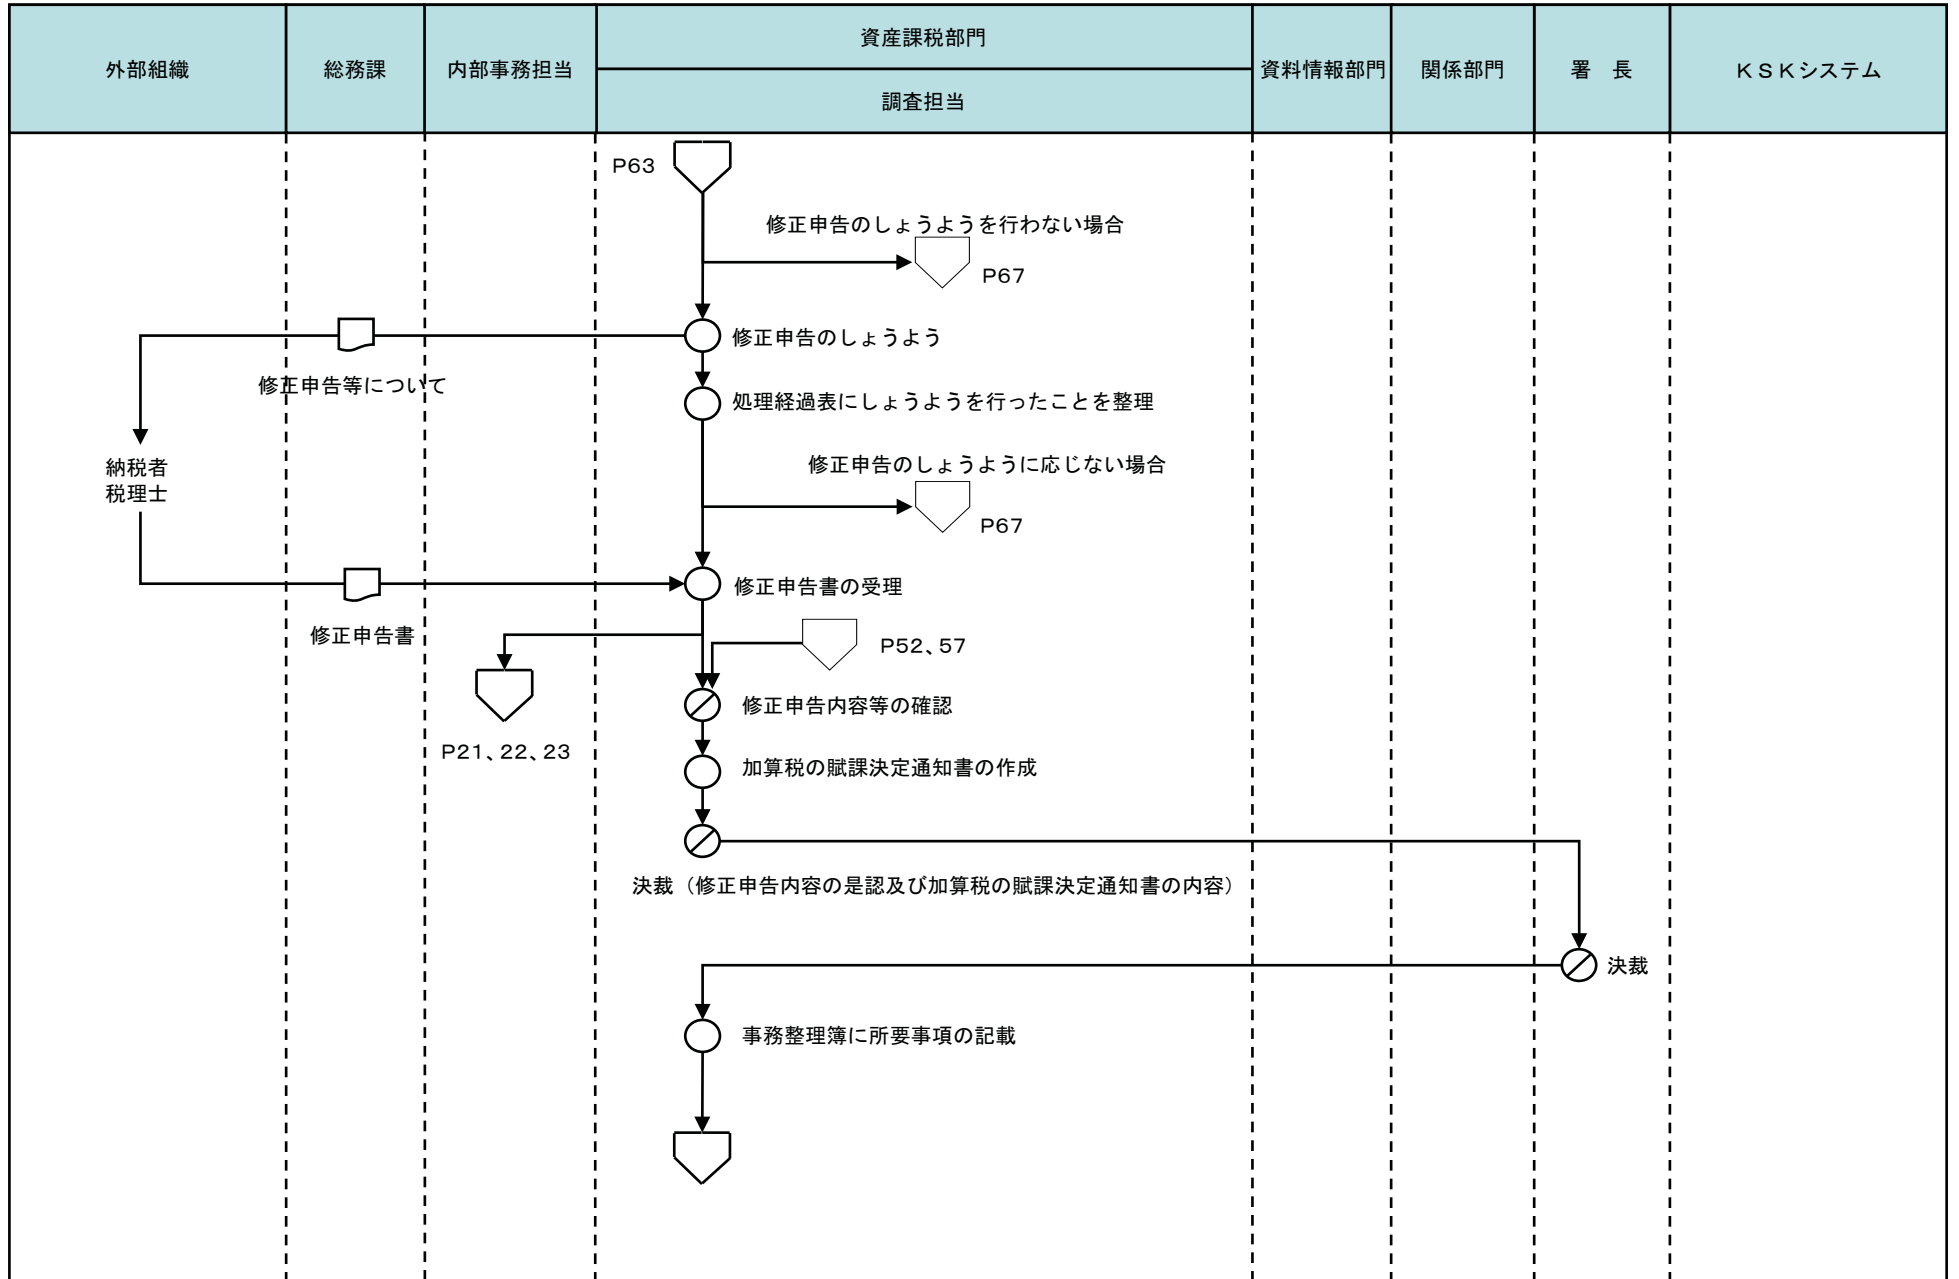 外部組織
総務課
内部事務担当
資産課税部門
調査担当
資料情報部門
関係部門
署　長
ＫＳＫシステム
P63
修正申告のしょうようを行わない場合
P67
修正申告のしょうよう
修正申告等について
処理経過表にしょうようを行ったことを整理
納税者
税理士
修正申告のしょうように応じない場合
P67
修正申告書の受理
修正申告書
P52、57
修正申告内容等の確認
P21、22、23
加算税の賦課決定通知書の作成
決裁（修正申告内容の是認及び加算税の賦課決定通知書の内容）
決裁
事務整理簿に所要事項の記載